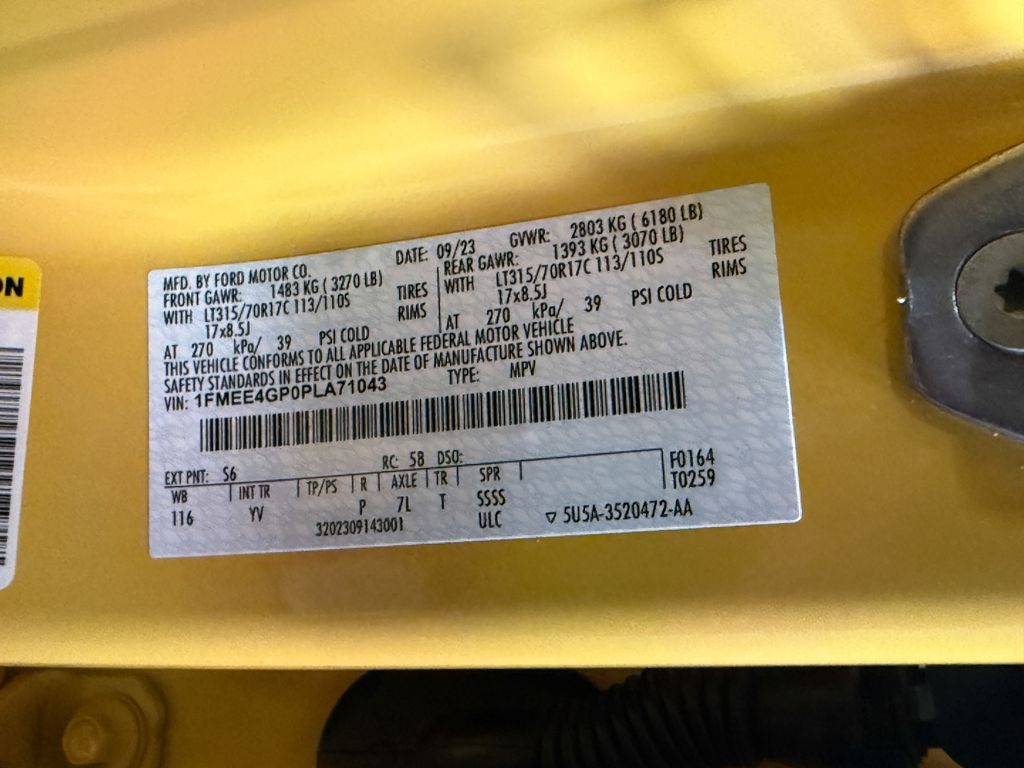 ON
MFD. BY FORD MOTOR CO. DATE: 09/23 GVWR: 2803 KG ( 6180 LB)
FRONT GAWR: 1483 KG ( 3270 LB) REAR GAWR: 1393 KG ( 3070 LB)
WITH LT315/70R17C 113/110S TIRES WITH LT315/70R17C 113/110S TIRES
17x8.5J RIMS 17x8.5J RIMS
AT 270 kPa/ 39 PSI COLD AT 270 kPa/ 39 PSI COLD
THIS VEHICLE CONFORMS TO ALL APPLICABLE FEDERAL MOTOR VEHICLE
SAFETY STANDARDS IN EFFECT ON THE DATE OF MANUFACTURE SHOWN ABOVE.
VIN: 1FMEE4GP0PLA71043 TYPE: MPV
EXT PNT: S6 RC: 58 DSO: F0164
WB INT TR TP/PS R AXLE TR SPR T0259
116 YV P 7L T SSSS
3202309143001 ULC ▽ 5U5A-3520472-AA